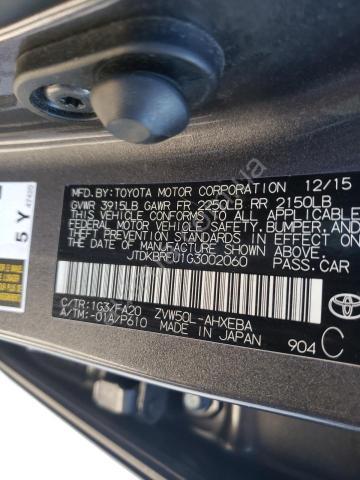 MFD.BY:TOYOTA MOTOR CORPORATION 12/15
GVWR 3915LB GAWR FR 2250LB RR 2150LB
THIS VEHICLE CONFORMS TO ALL APPLICABLE
FEDERAL MOTOR VEHICLE SAFETY, BUMPER, AND
THEFT PREVENTION STANDARDS IN EFFECT ON
THE DATE OF MANUFACTURE SHOWN ABOVE.
JTDKBRFU1G3002060 PASS.CAR
C/TR:1G3/FA20 ZVW50L-AHXEBA
A/TM:-01A/P610 MADE IN JAPAN
904 C
TOYOTA
5 Y